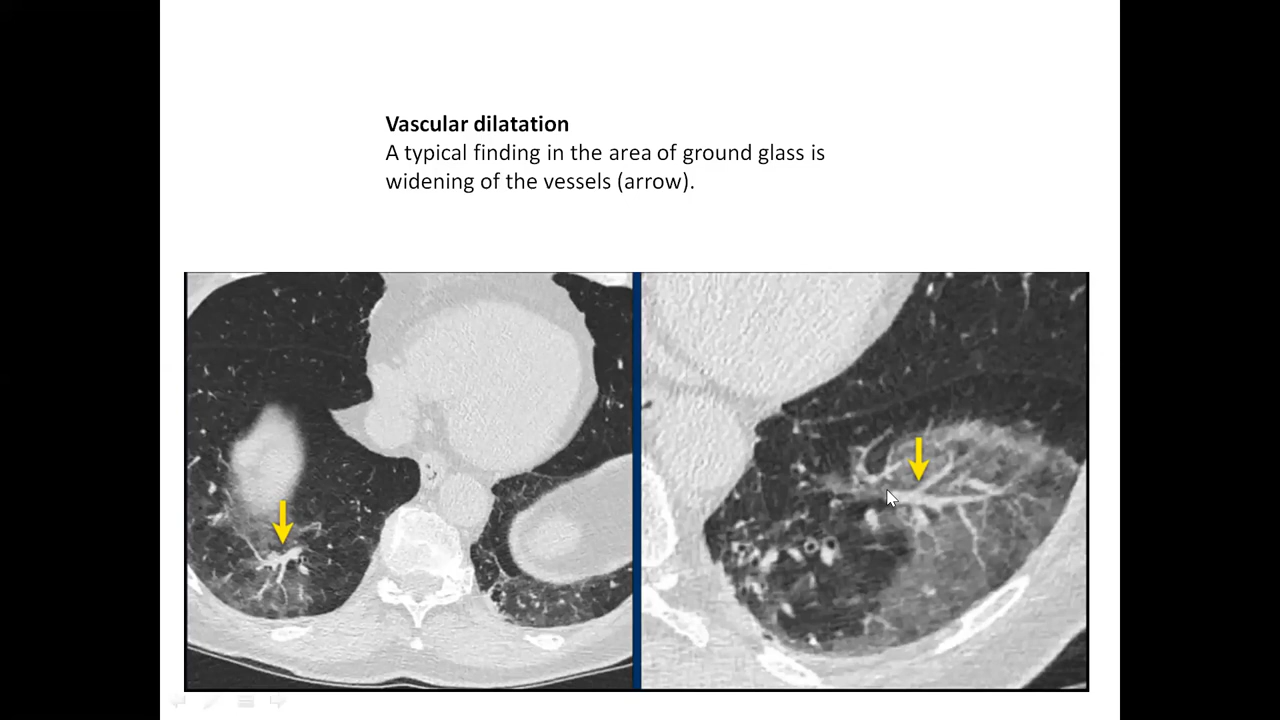 Vascular dilatation
A typical finding in the area of ground glass is
widening of the vessels (arrow).